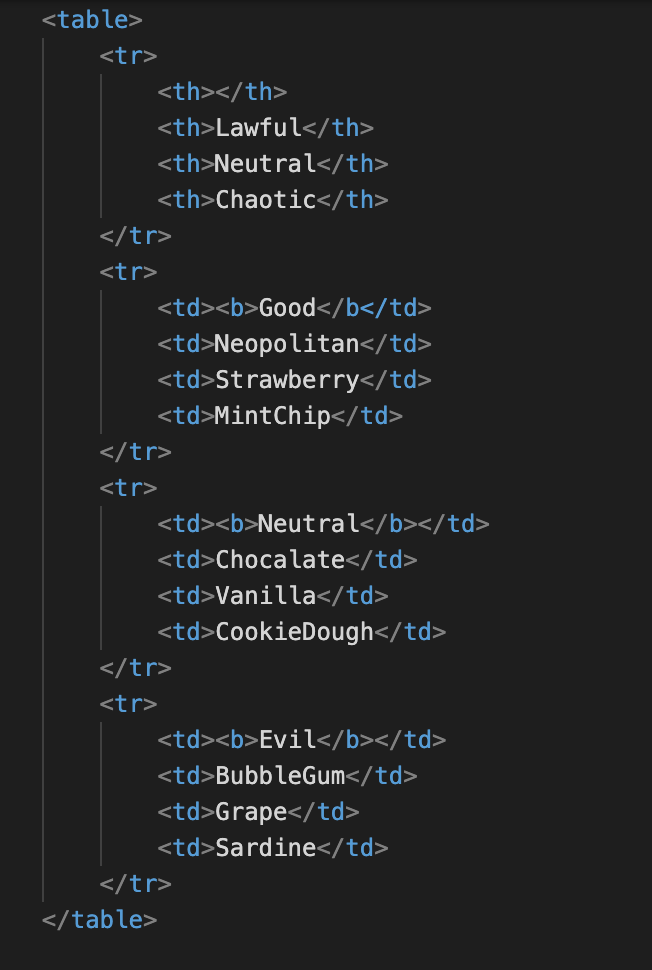 <table>
<tr>
<th></th>
<th>Lawful</th>
<th>Neutral</th>
<th>Chaotic</th>
</tr>
<tr>
<td><b>Good</b</td>
<td>Neopolitan</td>
<td>Strawberry</td>
<td>MintChip</td>
</tr>
<tr>
<td><b>Neutral</b></td>
<td>Chocalate</td>
<td>Vanilla</td>
<td>CookieDough</td>
</tr>
<tr>
<td><b>Evil</b></td>
<td>BubbleGum</td>
<td>Grape</td>
<td>Sardine</td>
</tr>
</table>